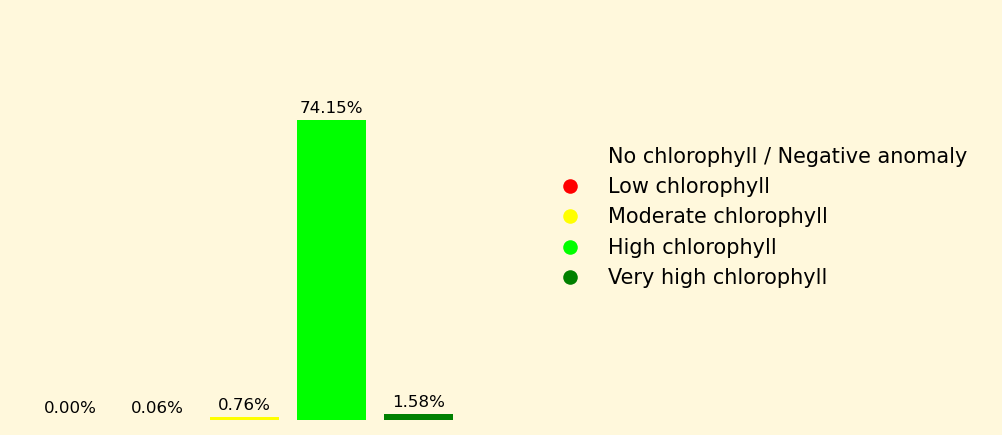 74.15%
0.00%
0.06%
0.76%
1.58%
No chlorophyll / Negative anomaly
Low chlorophyll
Moderate chlorophyll
High chlorophyll
Very high chlorophyll